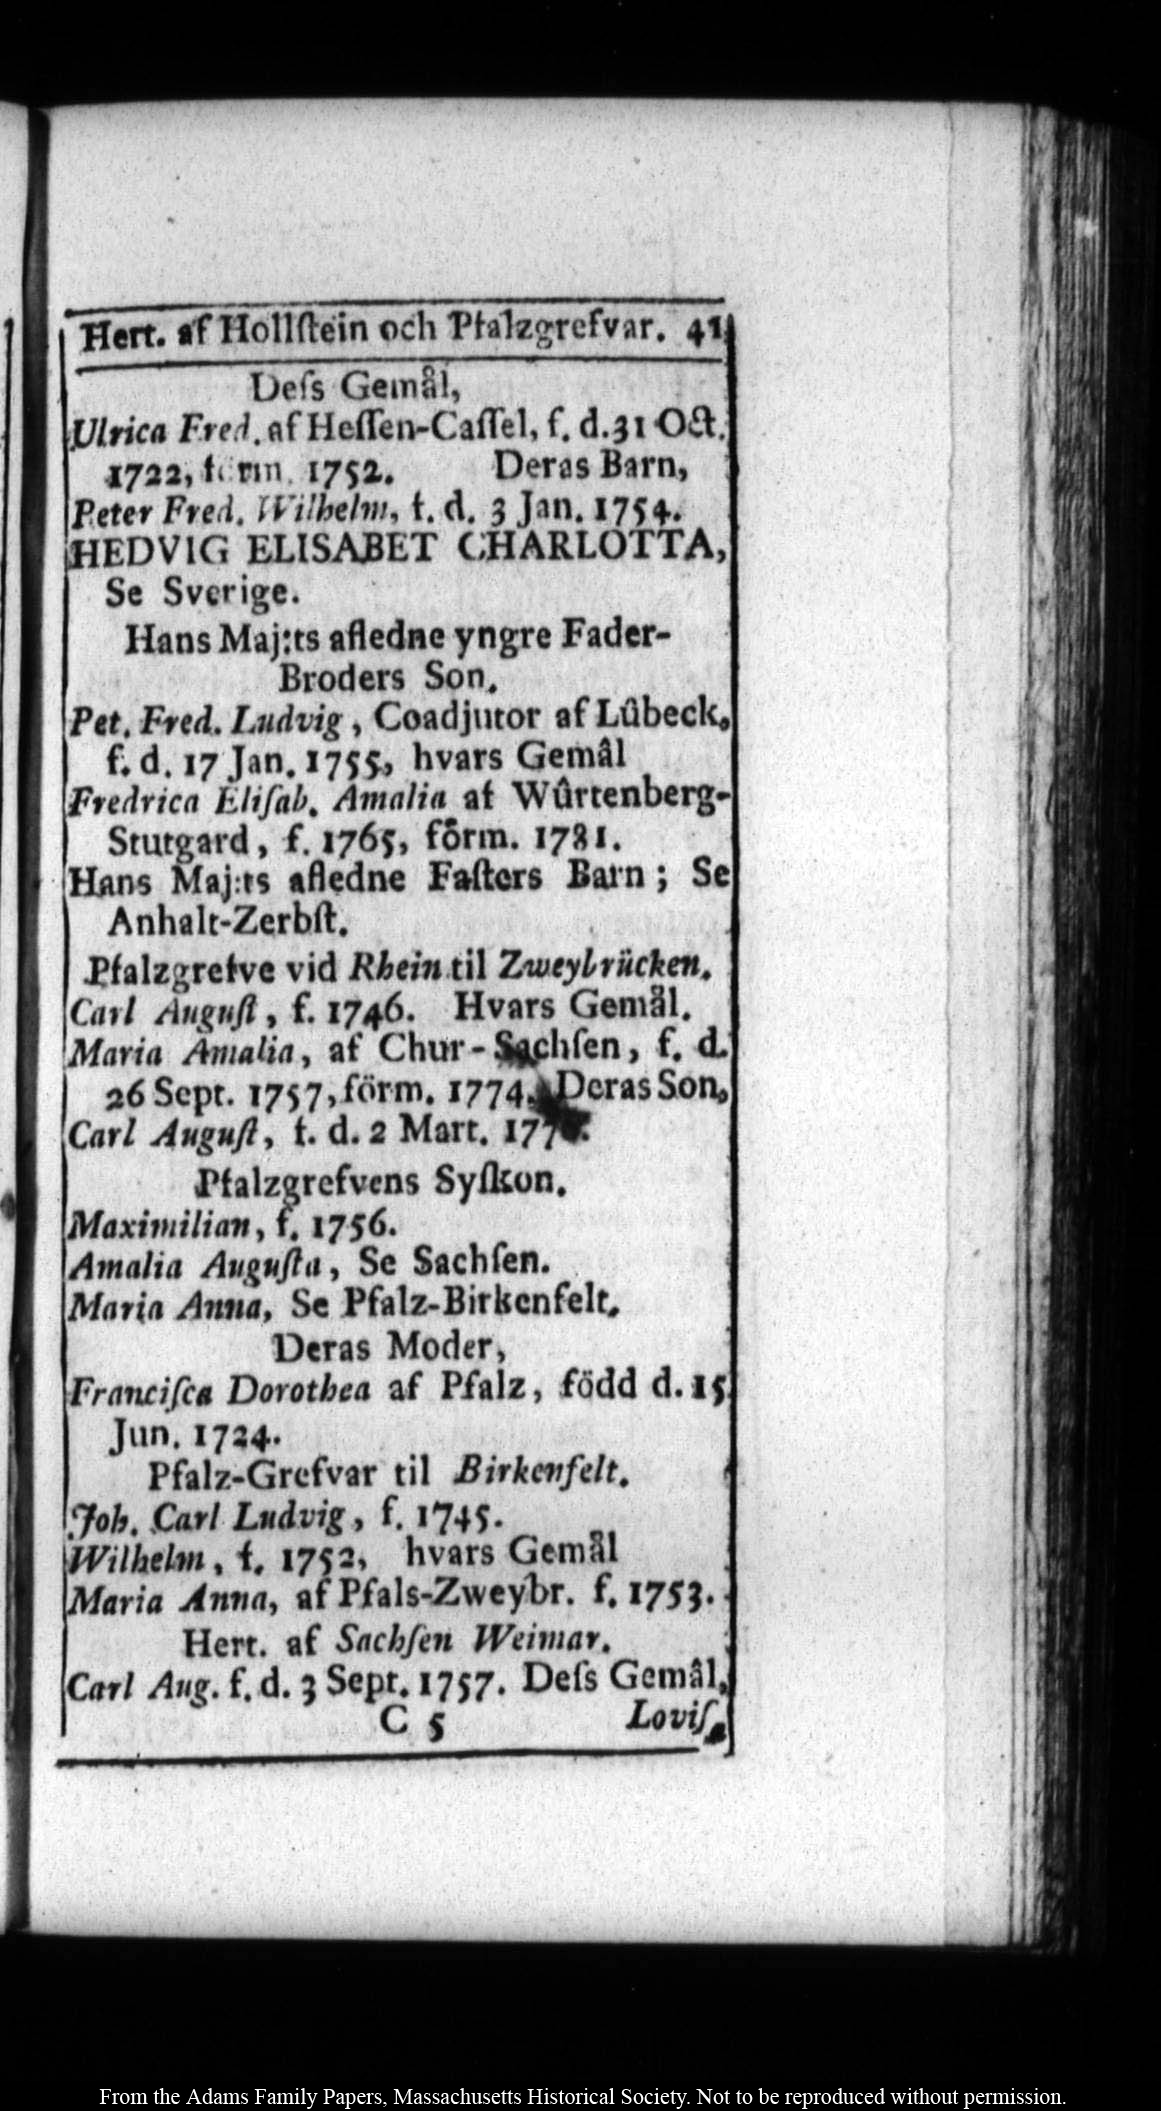 Hert. af Hollſtein och Pfalzgrefvar. 41
Deſs Gemål,
Ulrica Fred. af Heſſen-Caſſel, f. d. 31 Oct.
1722, förm. 1752. Deras Barn,
Peter Fred. Wilhelm, f. d. 3 Jan. 1754.
HEDVIG ELISABET CHARLOTTA,
Se Sverige.
Hans Maj:ts afledne yngre Fader-
Broders Son.
Pet. Fred. Ludvig, Coadjutor af Lûbeck,
f. d. 17 Jan. 1755, hvars Gemâl
Fredrica Eliſab. Amalia af Wûrtenberg-
Stutgard, f. 1765, förm. 1781.
Hans Maj:ts afledne Faſters Barn; Se
Anhalt-Zerbſt.
Pfalzgrefve vid Rhein til Zweybrücken.
Carl Auguſt, f. 1746. Hvars Gemål.
Maria Amalia, af Chur-Sachſen, f. d.
26 Sept. 1757, förm. 1774. Deras Son,
Carl Auguſt, f. d. 2 Mart.
Pfalzgrefvens Syſkon.
Maximilian, f. 1756.
Amalia Auguſta, Se Sachſen.
Maria Anna, Se Pfalz-Birkenfelt.
Deras Moder,
Franciſca Dorothea af Pfalz, född d. 15
Jun. 1724.
Pfalz-Grefvar til Birkenfelt.
Joh. Carl Ludvig, f. 1745.
Wilhelm, f. 1752, hvars Gemål
Maria Anna, af Pfals-Zweybr. f. 1753.
Hert. af Sachſen Weimar.
Carl Aug. f. d. 3 Sept. 1757. Deſs Gemâl,
C 5 Loviſa
From the Adams Family Papers, Massachusetts Historical Society. Not to be reproduced without permission.